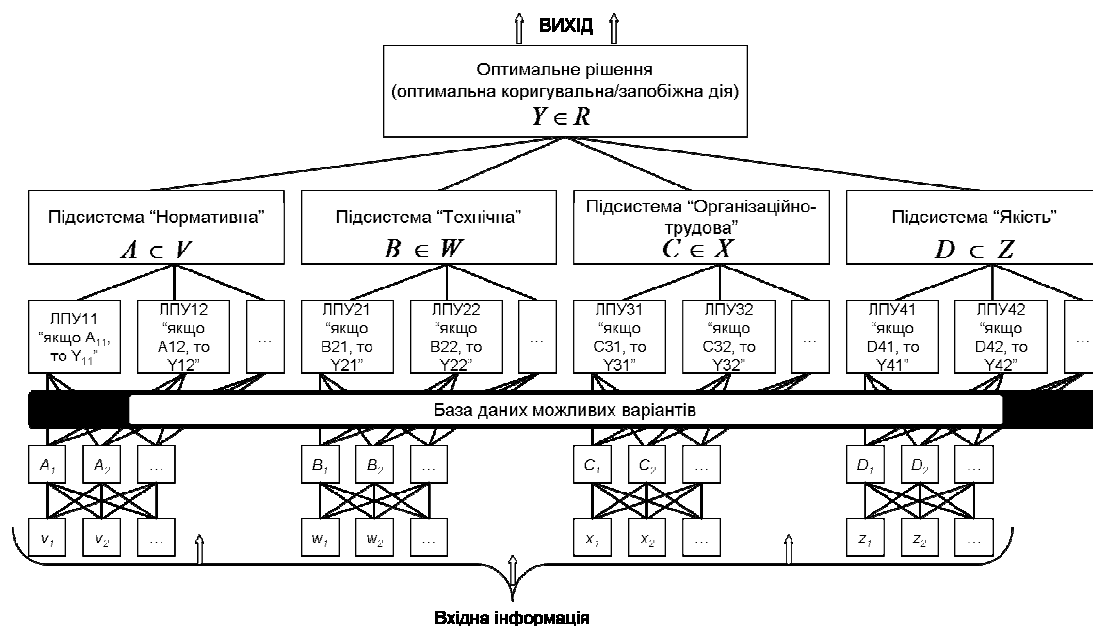 ВИХІД
Оптимальне рішення
(оптимальна коригувальна/запобіжна дія)
Y ∈ R
Підсистема “Нормативна”
A ⊂ V
Підсистема “Технічна”
B ∈ W
Підсистема “Організаційно-
трудова”
C ∈ X
Підсистема “Якість”
D ⊂ Z
ЛПУ11
“якщо A11,
то Y11”
ЛПУ12
“якщо
A12, то
Y12”
...
ЛПУ21
“якщо
B21, то
Y21”
ЛПУ22
“якщо
B22, то
Y22”
...
ЛПУ31
“якщо
C31, то
Y31”
ЛПУ32
“якщо
C32, то
Y32”
...
ЛПУ41
“якщо
D41, то
Y41”
ЛПУ42
“якщо
D42, то
Y42”
...
База даних можливих варіантів
A1 A2 ... B1 B2 ... C1 C2 ... D1 D2 ...
v1 v2 ... w1 w2 ... x1 x2 ... z1 z2 ...
Вхідна інформація